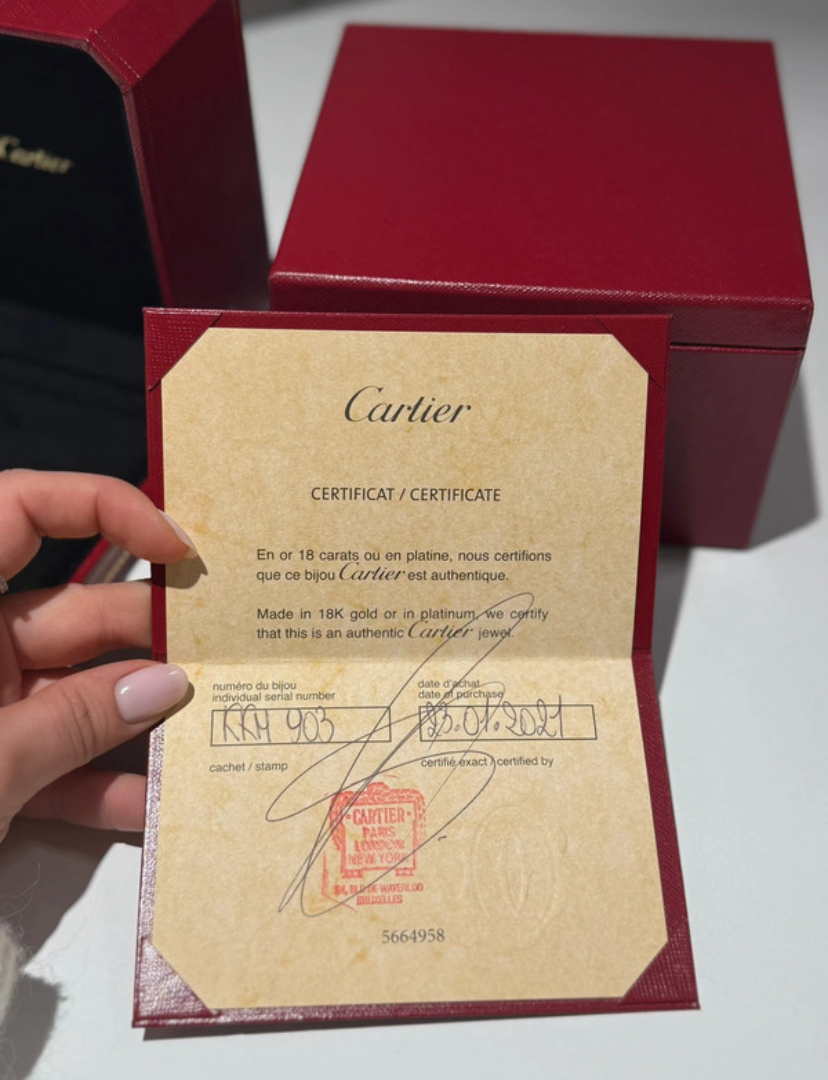 Cartier
Cartier
CERTIFICAT / CERTIFICATE
En or 18 carats ou en platine, nous certifions
que ce bijou Cartier est authentique.
Made in 18K gold or in platinum, we certify
that this is an authentic Cartier jewel.
numéro du bijou
individual serial number
903
date d'achat
date of purchase
23.01.2021
cachet / stamp
certifié exact / certified by
CARTIER
PARIS
LONDON
NEW YORK
BLD DE WATERLOO
BRUXELLES
5664958